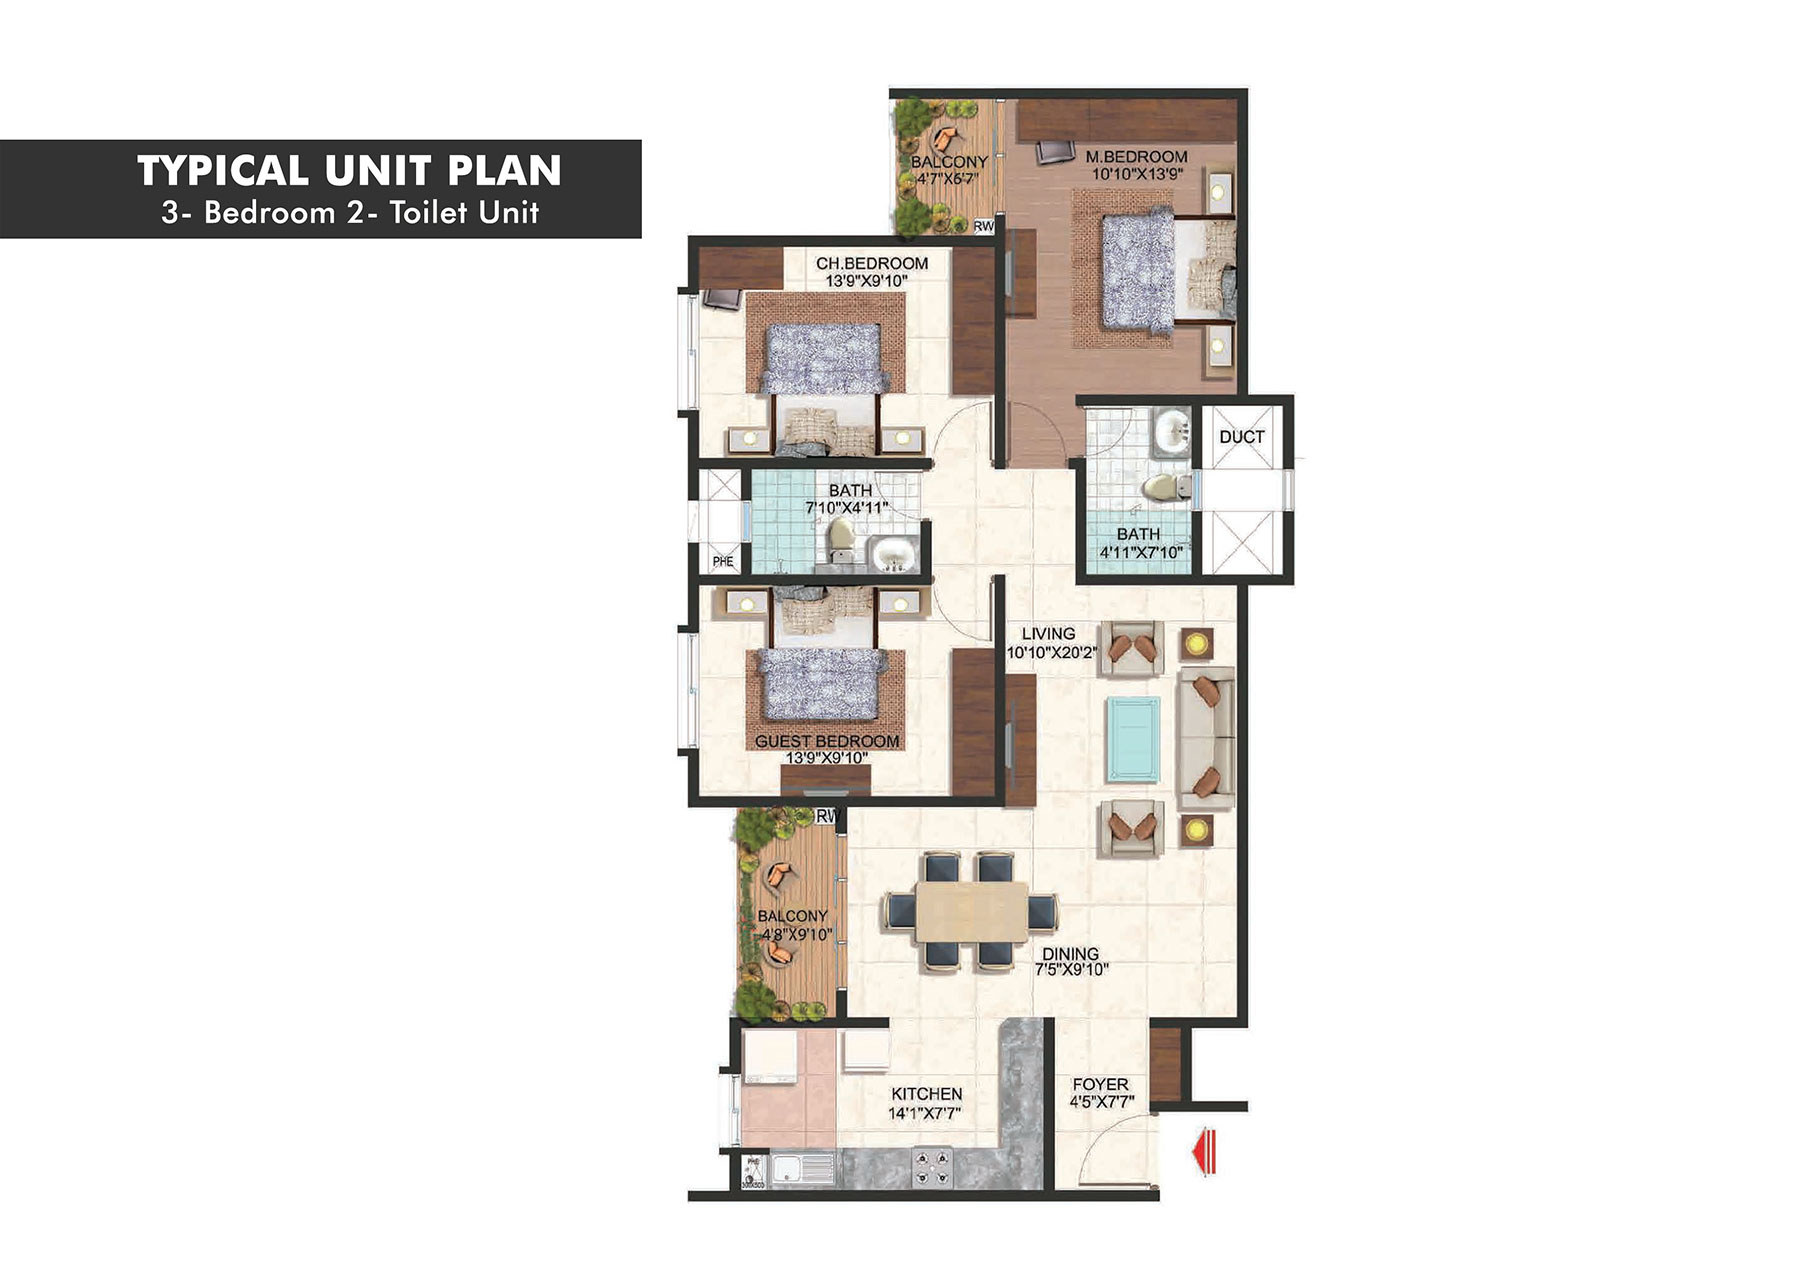 TYPICAL UNIT PLAN
3- Bedroom 2- Toilet Unit
BALCONY
4'7"X6'7"
RW
M.BEDROOM
10'10"X13'9"
CH.BEDROOM
13'9"X9'10"
DUCT
BATH
7'10"X4'11"
PHE
BATH
4'11"X7'10"
LIVING
10'10"X20'2"
GUEST BEDROOM
13'9"X9'10"
RW
BALCONY
4'8"X9'10"
DINING
7'5"X9'10"
KITCHEN
14'1"X7'7"
FOYER
4'5"X7'7"
PHE
300X500